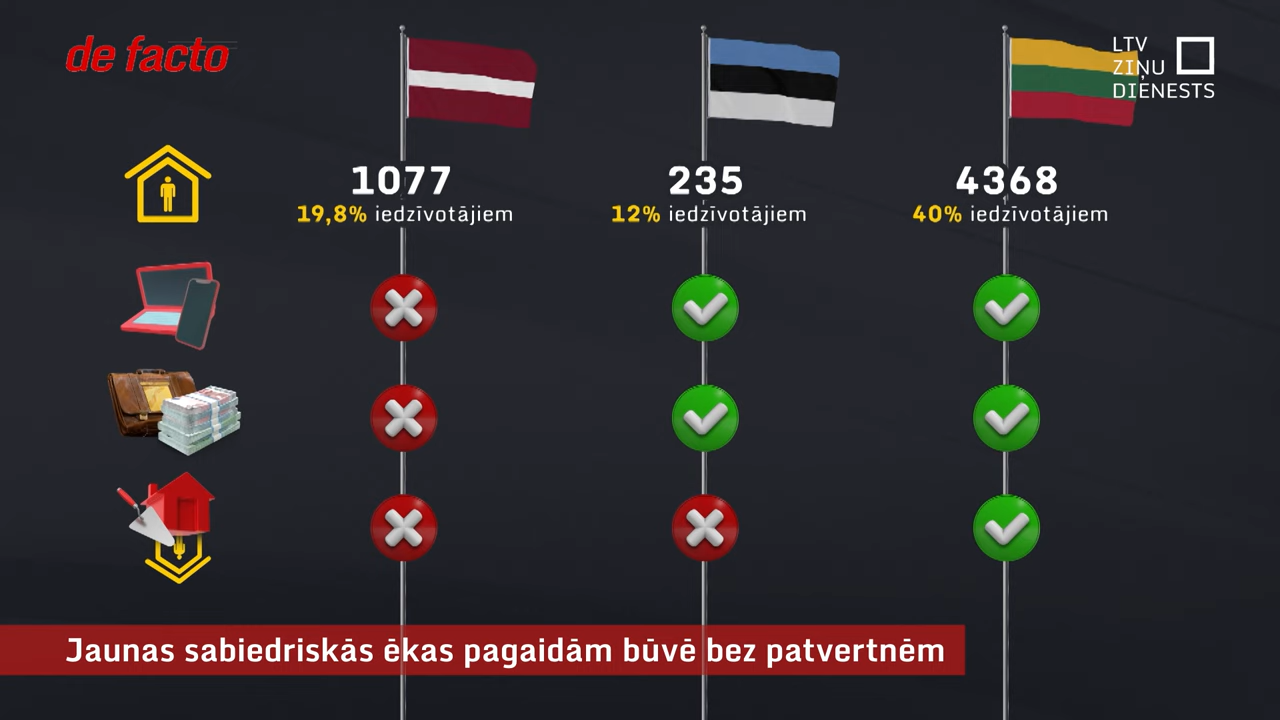 de facto
LTV
ZIŅU
DIENESTS
1077
19,8% iedzīvotājiem
235
12% iedzīvotājiem
4368
40% iedzīvotājiem
Jaunas sabiedriskās ēkas pagaidām būvē bez patvertnēm